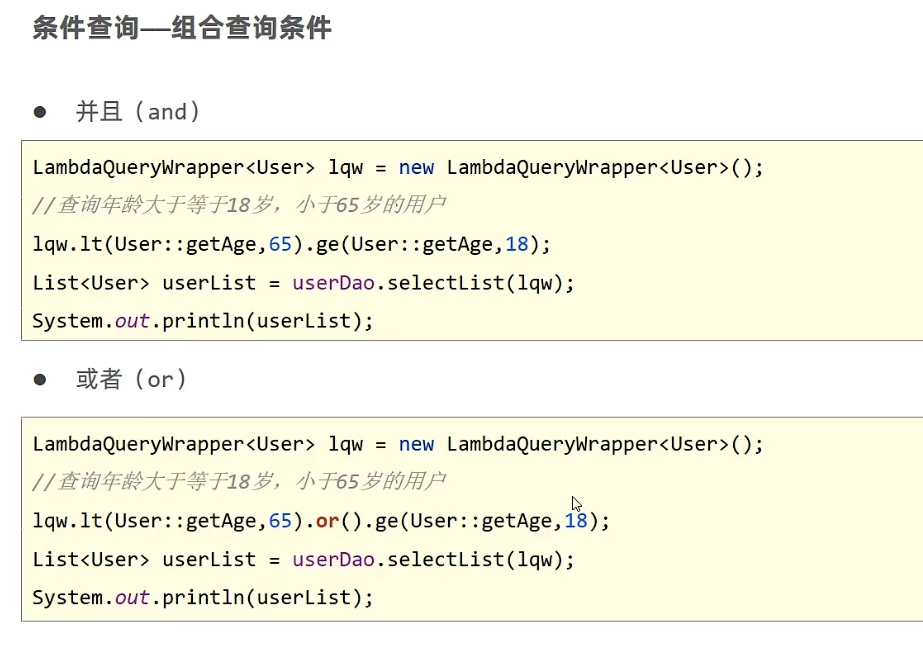 条件查询——组合查询条件
● 并且（and）
LambdaQueryWrapper<User> lqw = new LambdaQueryWrapper<User>();
//查询年龄大于等于18岁，小于65岁的用户
lqw.lt(User::getAge,65).ge(User::getAge,18);
List<User> userList = userDao.selectList(lqw);
System.out.println(userList);
● 或者（or）
LambdaQueryWrapper<User> lqw = new LambdaQueryWrapper<User>();
//查询年龄大于等于18岁，小于65岁的用户
lqw.lt(User::getAge,65).or().ge(User::getAge,18);
List<User> userList = userDao.selectList(lqw);
System.out.println(userList);